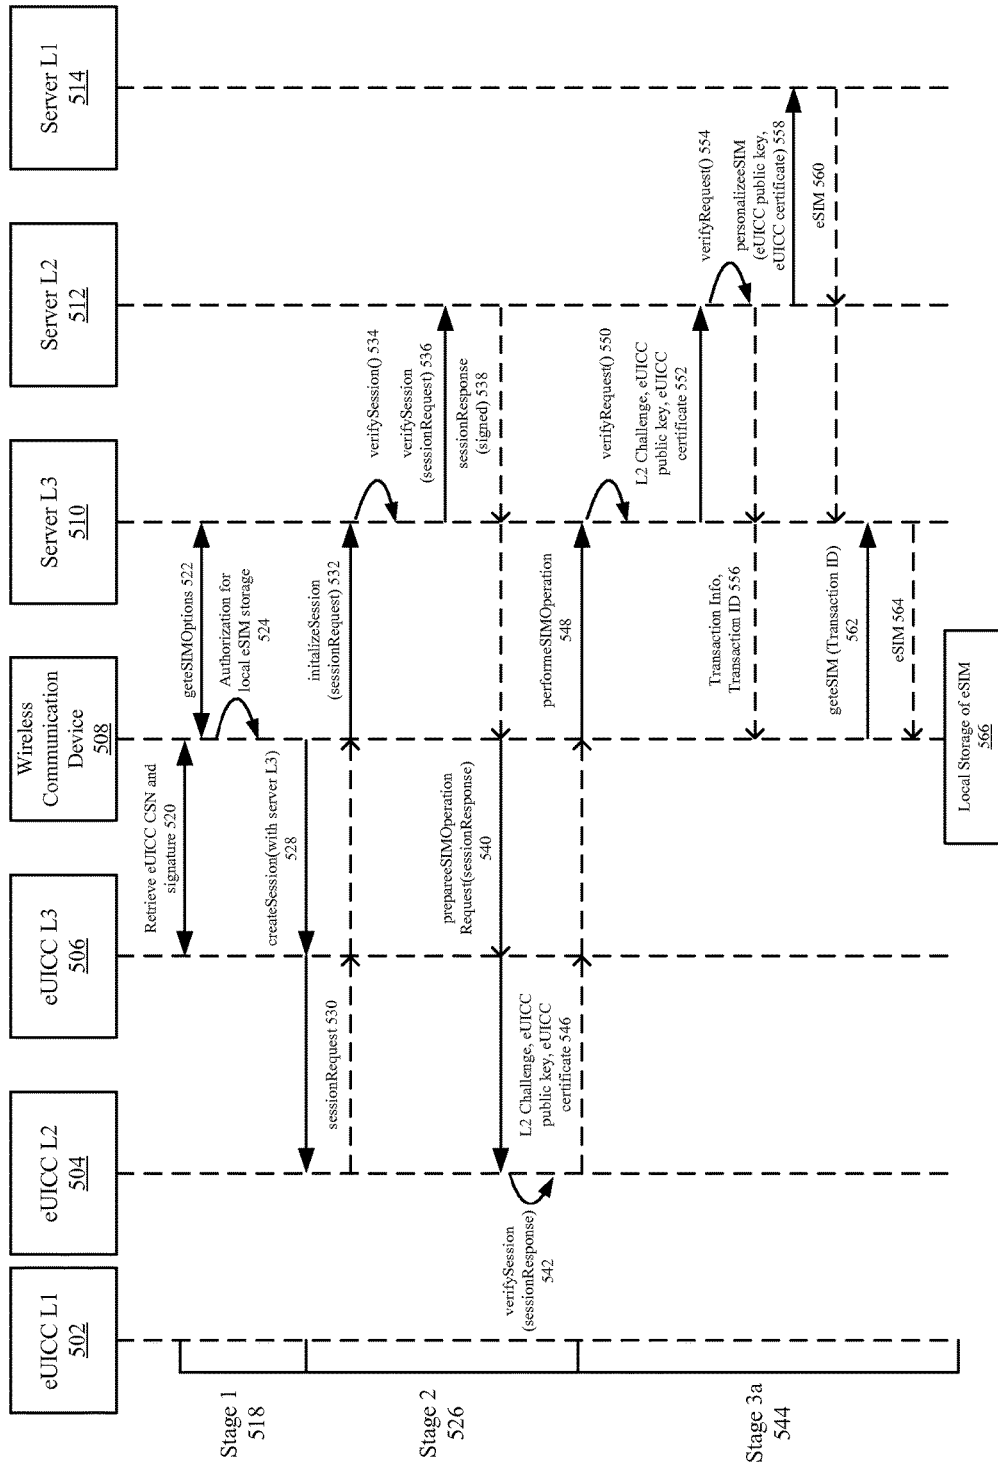 eUICC L1
502
eUICC L2
504
eUICC L3
506
Wireless
Communication
Device
508
Server L3
510
Server L2
512
Server L1
514
Stage 1
518
Retrieve eUICC CSN and
signature 520
geteSIMOptions 522
Authorization for
local eSIM storage
524
Stage 2
526
createSession(with server L3)
528
sessionRequest 530
initalizeSession
(sessionRequest) 532
verifySession() 534
verifySession
(sessionRequest) 536
sessionResponse
(signed) 538
prepareeSIMOperation
Request(sessionResponse)
540
verifySession
(sessionResponse)
542
Stage 3a
544
L2 Challenge, eUICC
public key, eUICC
certificate 546
performeSIMOperation
548
verifyRequest() 550
L2 Challenge, eUICC
public key, eUICC
certificate 552
verifyRequest() 554
Transaction Info,
Transaction ID 556
personalizeeSIM
(eUICC public key,
eUICC certificate) 558
eSIM 560
geteSIM (Transaction ID)
562
eSIM 564
Local Storage of eSIM
566